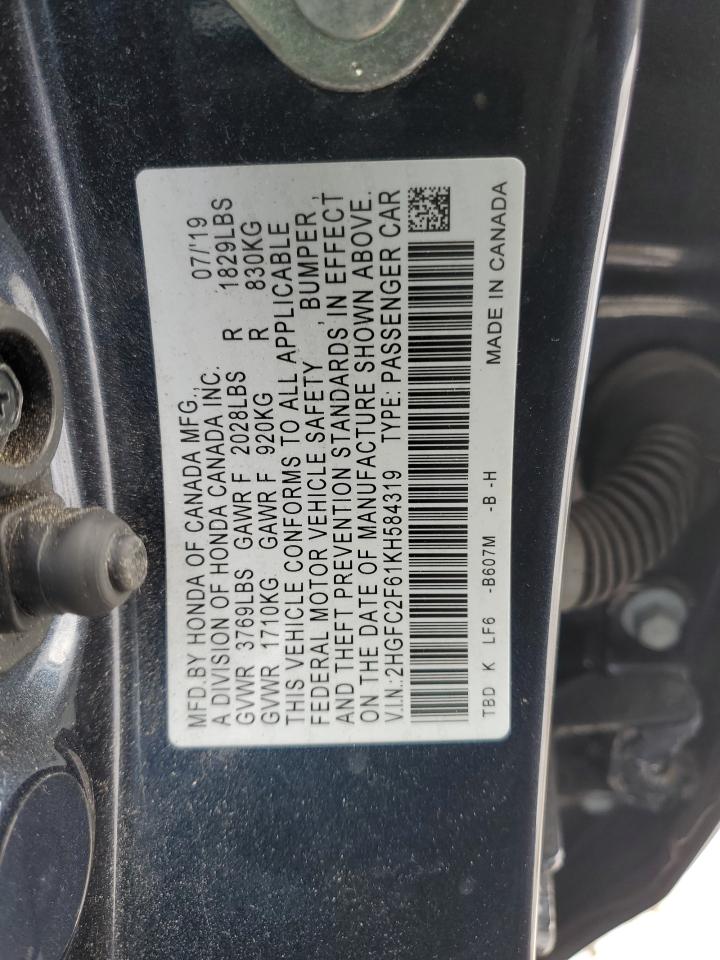 MFD.BY HONDA OF CANADA MFG., 07/'19
A DIVISION OF HONDA CANADA INC.
GVWR 3769LBS GAWR F 2028LBS R 1829LBS
GVWR 1710KG GAWR F 920KG R 830KG
THIS VEHICLE CONFORMS TO ALL APPLICABLE
FEDERAL MOTOR VEHICLE SAFETY , BUMPER ,
AND THEFT PREVENTION STANDARDS IN EFFECT
ON THE DATE OF MANUFACTURE SHOWN ABOVE.
V.I.N.:2HGFC2F61KH584319 TYPE: PASSENGER CAR
TBD K LF6 -B607M -B -H MADE IN CANADA